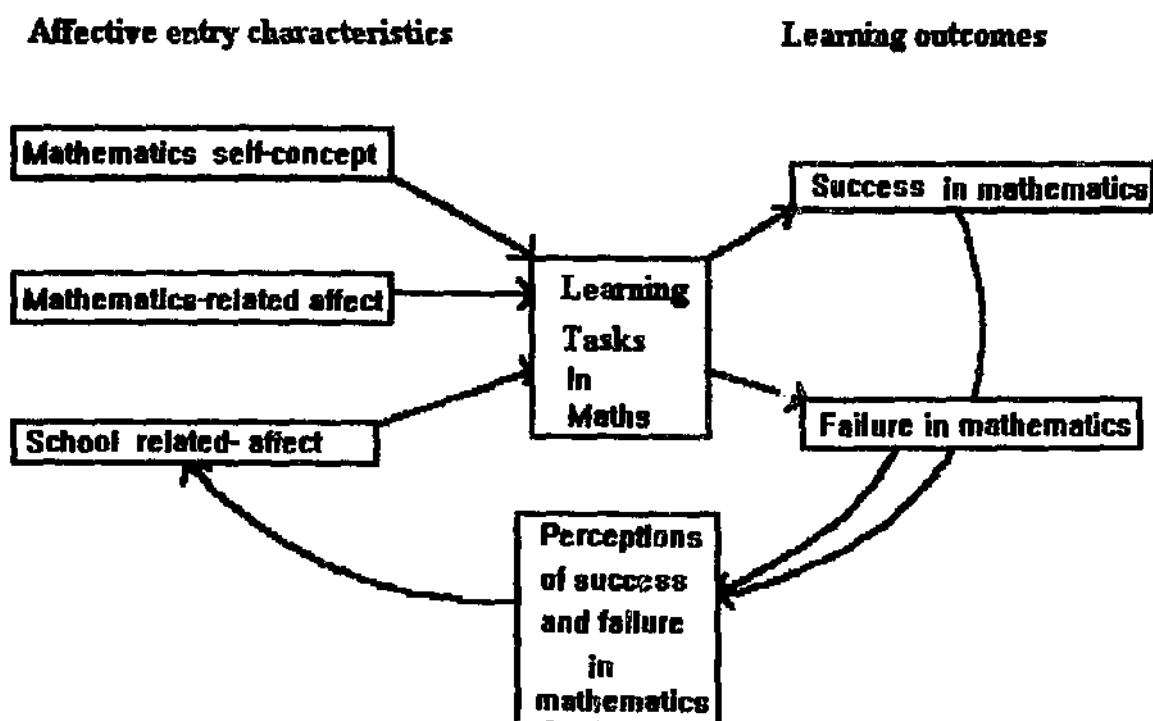 Affective entry characteristics
Learning outcomes
Mathematics self-concept
Success in mathematics
Mathematics-related affect
Learning
Tasks
In
Maths
School related- affect
Failure in mathematics
Perceptions
of success
and failure
in
mathematics